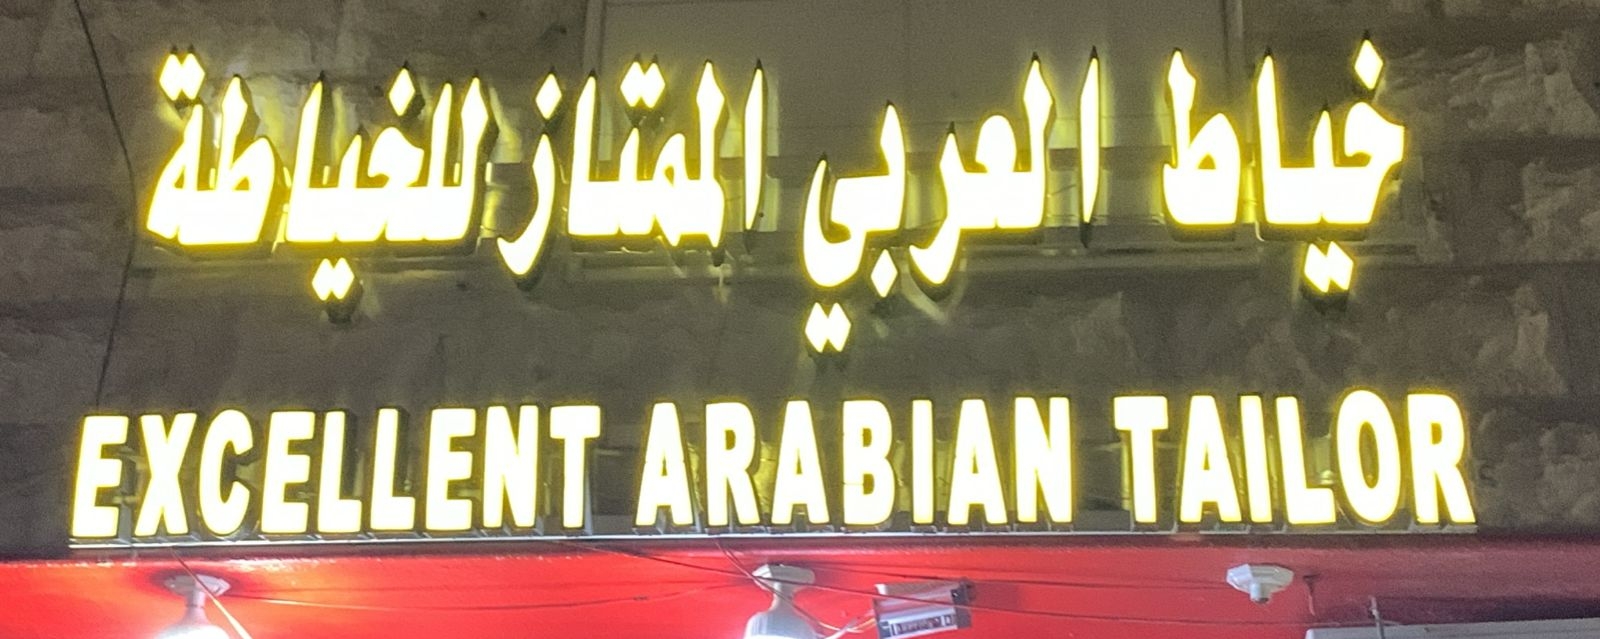 خياط العربي الممتاز للخياطة
EXCELLENT ARABIAN TAILOR